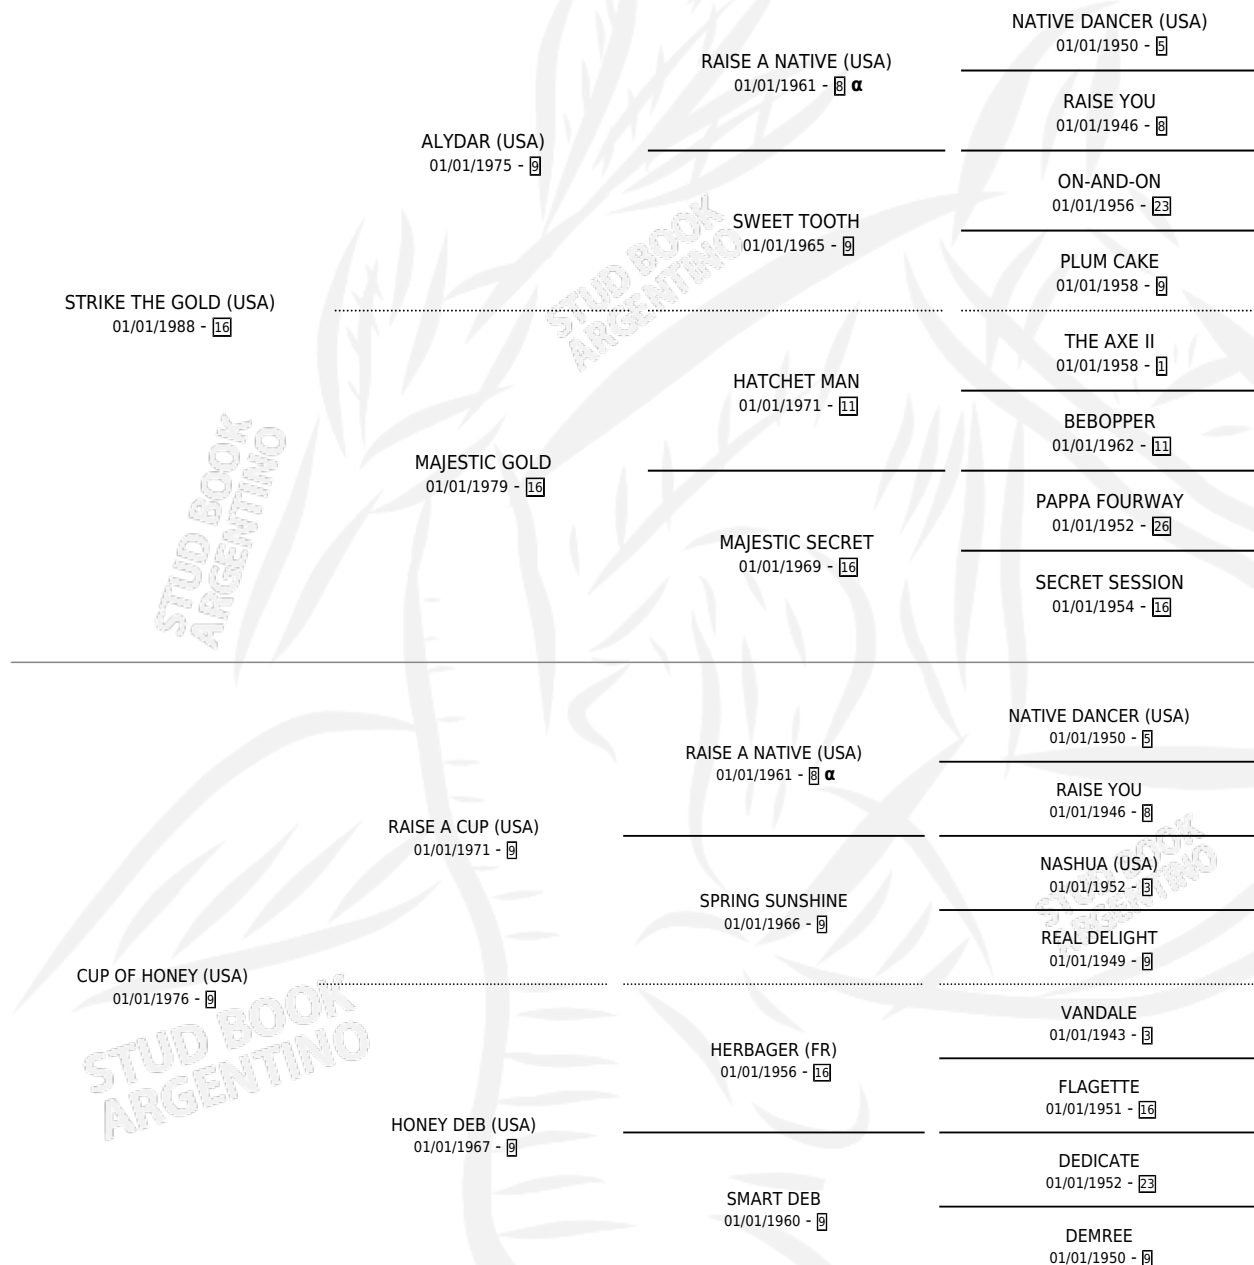 NATIVE DANCER (USA)
01/01/1950 - 5
RAISE A NATIVE (USA)
01/01/1961 - 8 α
RAISE YOU
01/01/1946 - 8
ALYDAR (USA)
01/01/1975 - 9
ON-AND-ON
01/01/1956 - 23
SWEET TOOTH
01/01/1965 - 9
PLUM CAKE
01/01/1958 - 9
STRIKE THE GOLD (USA)
01/01/1988 - 16
THE AXE II
01/01/1958 - 1
HATCHET MAN
01/01/1971 - 11
BEBOPPER
01/01/1962 - 11
MAJESTIC GOLD
01/01/1979 - 16
PAPPA FOURWAY
01/01/1952 - 26
MAJESTIC SECRET
01/01/1969 - 16
SECRET SESSION
01/01/1954 - 16
STUD BOOK
ARGENTINO
STUD BOOK
ARGENTINO
NATIVE DANCER (USA)
01/01/1950 - 5
RAISE A NATIVE (USA)
01/01/1961 - 8 α
RAISE YOU
01/01/1946 - 8
RAISE A CUP (USA)
01/01/1971 - 9
NASHUA (USA)
01/01/1952 - 3
SPRING SUNSHINE
01/01/1966 - 9
REAL DELIGHT
01/01/1949 - 9
CUP OF HONEY (USA)
01/01/1976 - 9
VANDALE
01/01/1943 - 3
HERBAGER (FR)
01/01/1956 - 16
FLAGETTE
01/01/1951 - 16
HONEY DEB (USA)
01/01/1967 - 9
DEDICATE
01/01/1952 - 23
SMART DEB
01/01/1960 - 9
DEMREE
01/01/1950 - 9
STUD BOOK
ARGENTINO
STUD BOOK
ARGENTINO